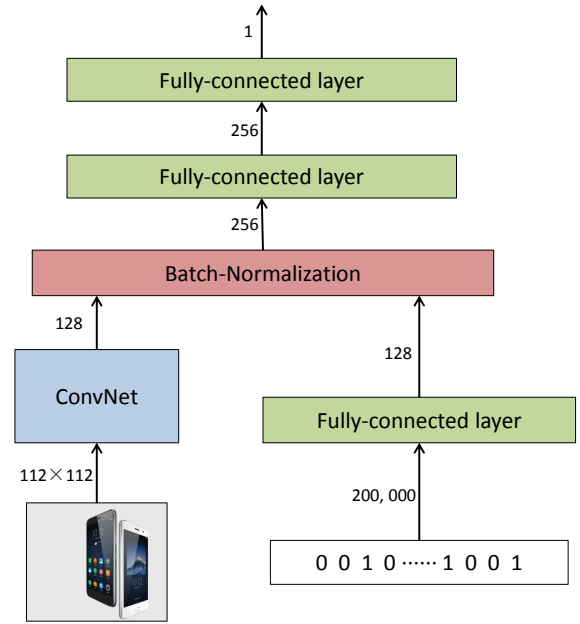 1
Fully-connected layer
256
Fully-connected layer
256
Batch-Normalization
128
128
ConvNet
Fully-connected layer
112×112
200, 000
0 0 1 0 ······ 1 0 0 1